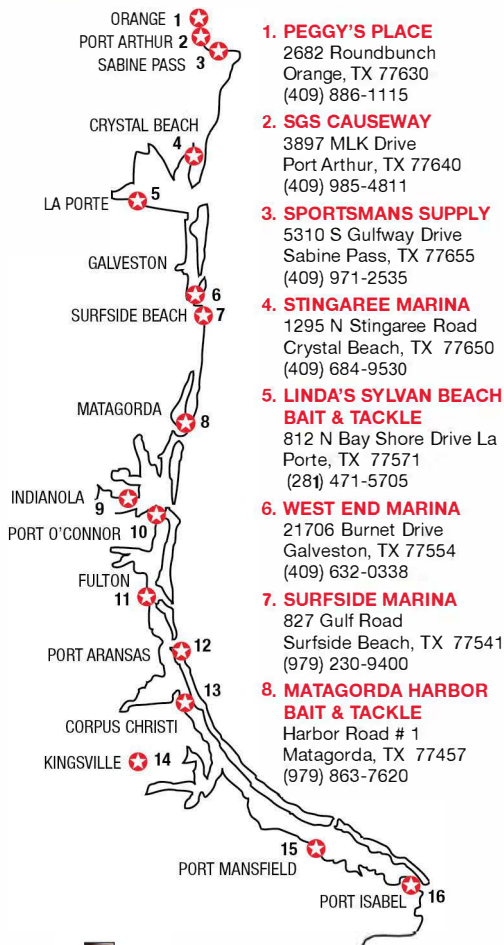 ORANGE 1
PORT ARTHUR 2
SABINE PASS 3
CRYSTAL BEACH
4
5
LA PORTE
GALVESTON
6
SURFSIDE BEACH 7
MATAGORDA
8
INDIANOLA
9
10
PORT O'CONNOR
FULTON
11
12
PORT ARANSAS
13
CORPUS CHRISTI
KINGSVILLE 14
15
PORT MANSFIELD
16
PORT ISABEL
1. PEGGY'S PLACE
2682 Roundbunch
Orange, TX 77630
(409) 886-1115
2. SGS CAUSEWAY
3897 MLK Drive
Port Arthur, TX 77640
(409) 985-4811
3. SPORTSMANS SUPPLY
5310 S Gulfway Drive
Sabine Pass, TX 77655
(409) 971-2535
4. STINGAREE MARINA
1295 N Stingaree Road
Crystal Beach, TX 77650
(409) 684-9530
5. LINDA'S SYLVAN BEACH
BAIT & TACKLE
812 N Bay Shore Drive La
Porte, TX 77571
(281) 471-5705
6. WEST END MARINA
21706 Burnet Drive
Galveston, TX 77554
(409) 632-0338
7. SURFSIDE MARINA
827 Gulf Road
Surfside Beach, TX 77541
(979) 230-9400
8. MATAGORDA HARBOR
BAIT & TACKLE
Harbor Road # 1
Matagorda, TX 77457
(979) 863-7620